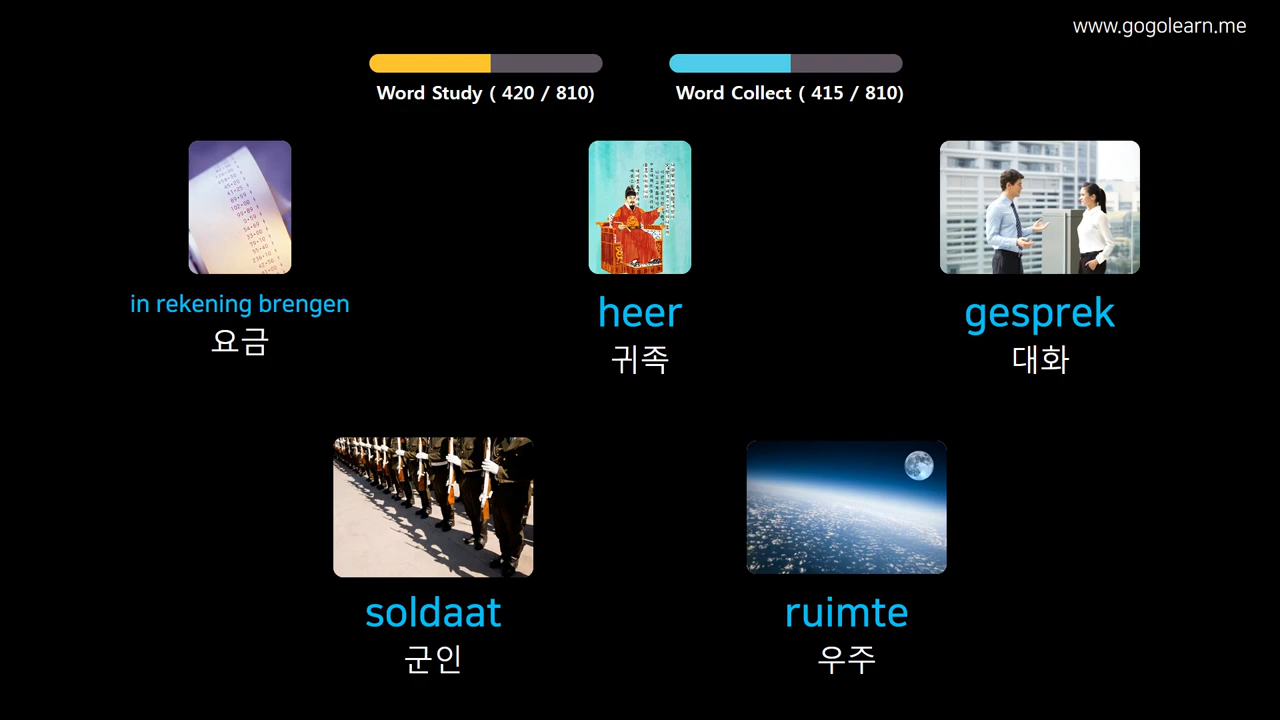 www.gogolearn.me
Word Study ( 420 / 810)
Word Collect ( 415 / 810)
in rekening brengen
요금
heer
귀족
gesprek
대화
soldaat
군인
ruimte
우주